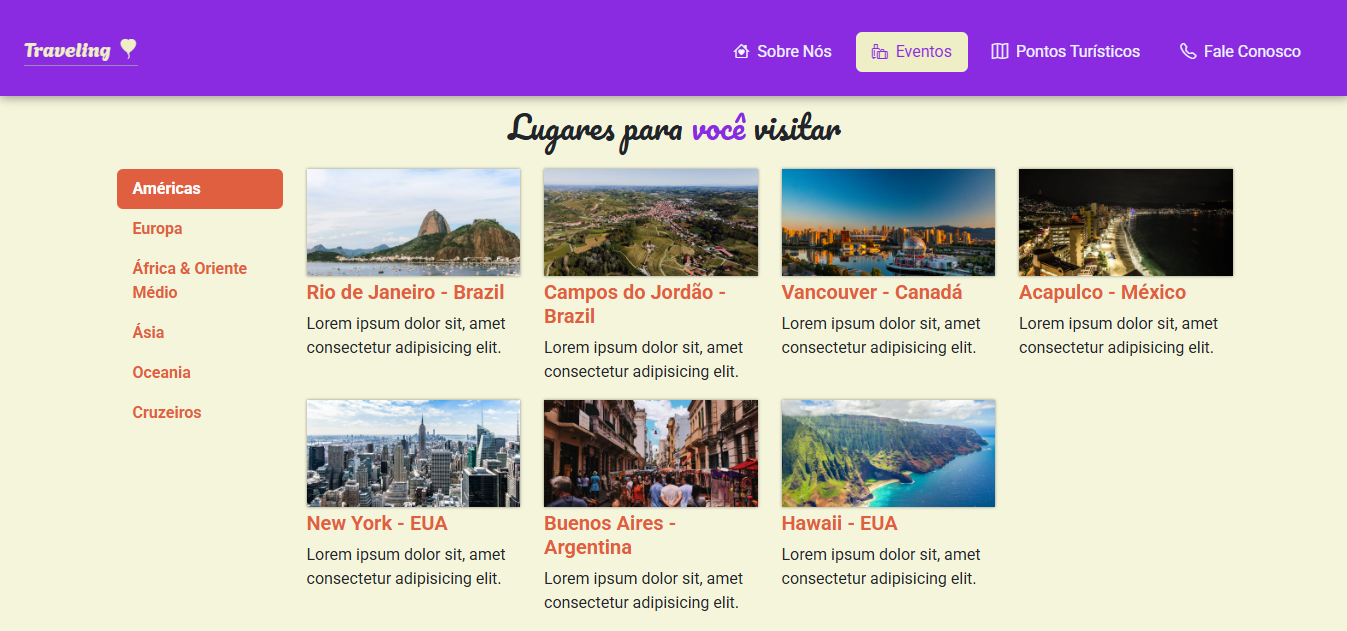 Traveling
Sobre Nós
Eventos
Pontos Turísticos
Fale Conosco
Lugares para você visitar
Américas
Europa
África & Oriente
Médio
Ásia
Oceania
Cruzeiros
Rio de Janeiro - Brazil
Lorem ipsum dolor sit, amet
consectetur adipisicing elit.
Campos do Jordão -
Brazil
Lorem ipsum dolor sit, amet
consectetur adipisicing elit.
Vancouver - Canadá
Lorem ipsum dolor sit, amet
consectetur adipisicing elit.
Acapulco - México
Lorem ipsum dolor sit, amet
consectetur adipisicing elit.
New York - EUA
Lorem ipsum dolor sit, amet
consectetur adipisicing elit.
Buenos Aires -
Argentina
Lorem ipsum dolor sit, amet
consectetur adipisicing elit.
Hawaii - EUA
Lorem ipsum dolor sit, amet
consectetur adipisicing elit.